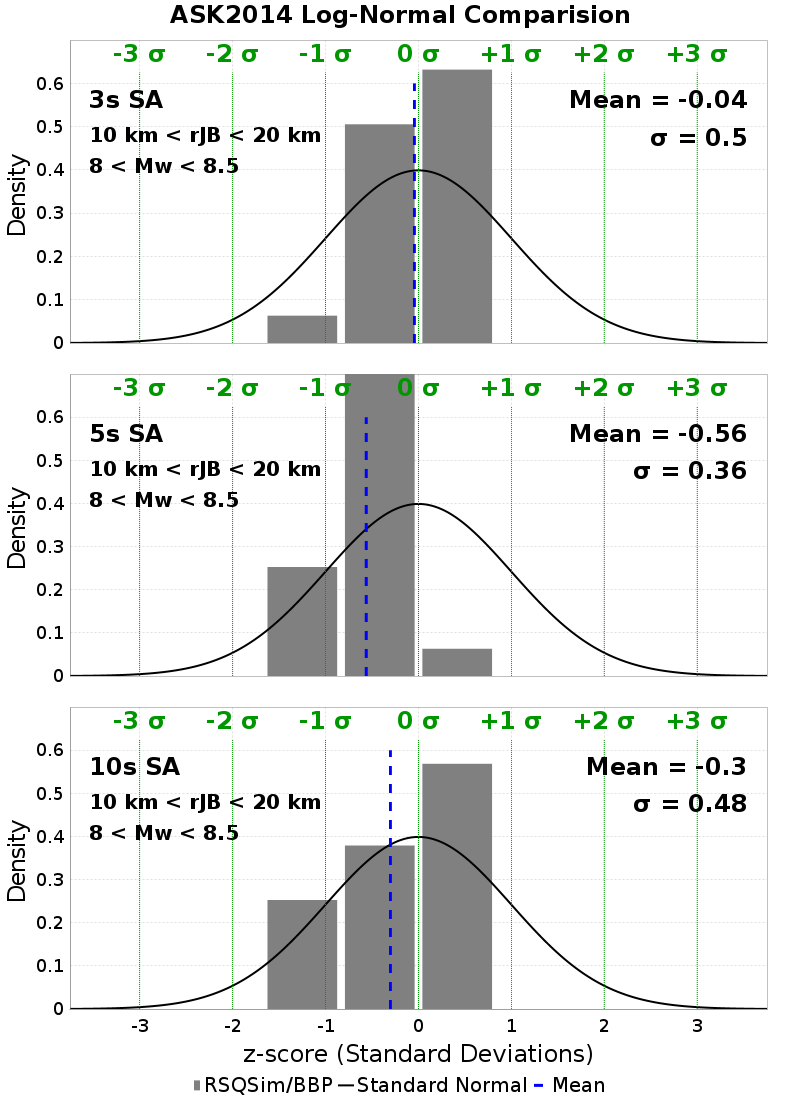 ASK2014 Log-Normal Comparision
-3 σ -2 σ -1 σ 0 σ +1 σ +2 σ +3 σ
3s SA
Mean = -0.04
10 km < rJB < 20 km
σ = 0.5
8 < Mw < 8.5
0.6
0.5
0.4
0.3
0.2
0.1
0
Density
-3 σ -2 σ -1 σ 0 σ +1 σ +2 σ +3 σ
5s SA
Mean = -0.56
10 km < rJB < 20 km
σ = 0.36
8 < Mw < 8.5
0.6
0.5
0.4
0.3
0.2
0.1
0
Density
-3 σ -2 σ -1 σ 0 σ +1 σ +2 σ +3 σ
10s SA
Mean = -0.3
10 km < rJB < 20 km
σ = 0.48
8 < Mw < 8.5
0.6
0.5
0.4
0.3
0.2
0.1
0
Density
-3 -2 -1 0 1 2 3
z-score (Standard Deviations)
RSQSim/BBP Standard Normal Mean